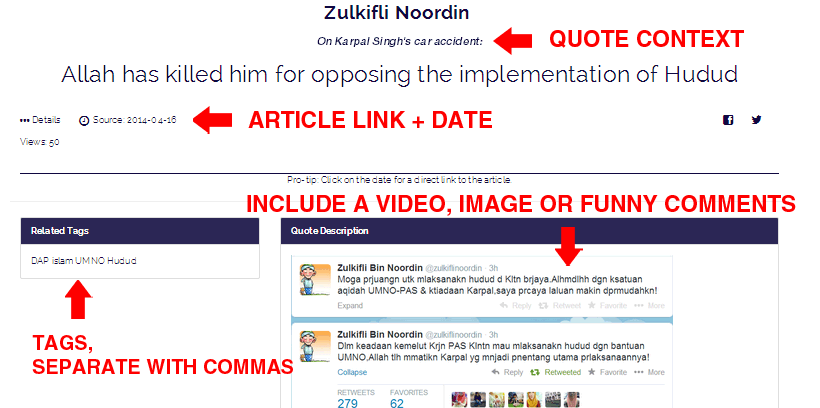 Zulkifli Noordin
On Karpal Singh's car accident:
QUOTE CONTEXT
Allah has killed him for opposing the implementation of Hudud
Details
Source: 2014-04-16
ARTICLE LINK + DATE
Views: 50
Pro-tip: Click on the date for a direct link to the article.
INCLUDE A VIDEO, IMAGE OR FUNNY COMMENTS
Related Tags
DAP islam UMNO Hudud
TAGS,
SEPARATE WITH COMMAS
Quote Description
Zulkifli Bin Noordin @zulkiflinoordin · 3h
Moga prjuangn utk mlaksanakn hudud d Kltn brjaya.Alhmdlhh dgn ksatuan
aqidah UMNO-PAS & ktiadaan Karpal,saya prcaya laluan makin dprmudahkn!
Expand
Reply Retweet Favorite More
Zulkifli Bin Noordin @zulkiflinoordin · 3h
Dlm keadaan kemelut Krjn PAS Klntn mau mlaksanakn hudud dgn bantuan
UMNO,Allah tlh mmatikn Karpal yg mnjadi pnentang utama prlaksanaannya!
Collapse
Reply Retweeted Favorite More
RETWEETS FAVORITES
279 62